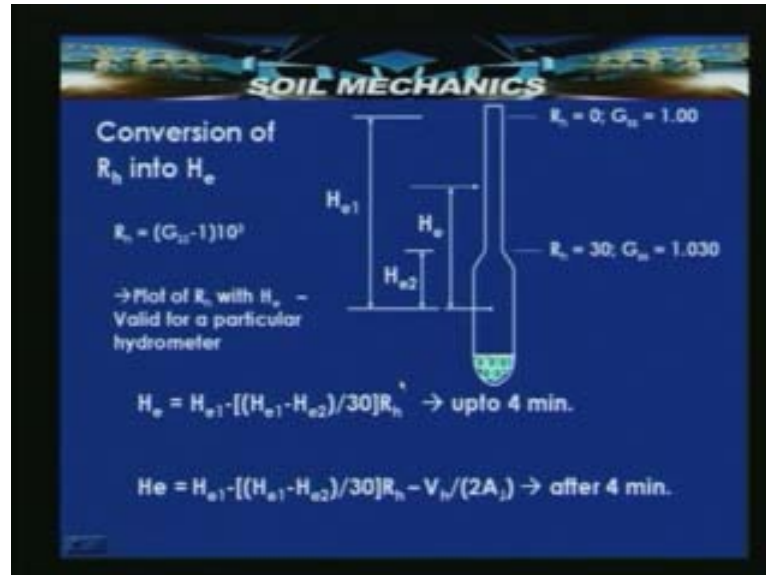 SOIL MECHANICS
Conversion of
Rₕ into Hₑ
Rₕ = (Gₛₛ-1)10³
→Plot of Rₕ with Hₑ –
Valid for a particular
hydrometer
Hₑ₁
Hₑ
Hₑ₂
Rₕ = 0; Gₛₛ = 1.00
Rₕ = 30; Gₛₛ = 1.030
Hₑ = Hₑ₁-[(Hₑ₁-Hₑ₂)/30]Rₕ → upto 4 min.
He = Hₑ₁-[(Hₑ₁-Hₑ₂)/30]Rₕ – Vₕ/(2Aⱼ) → after 4 min.